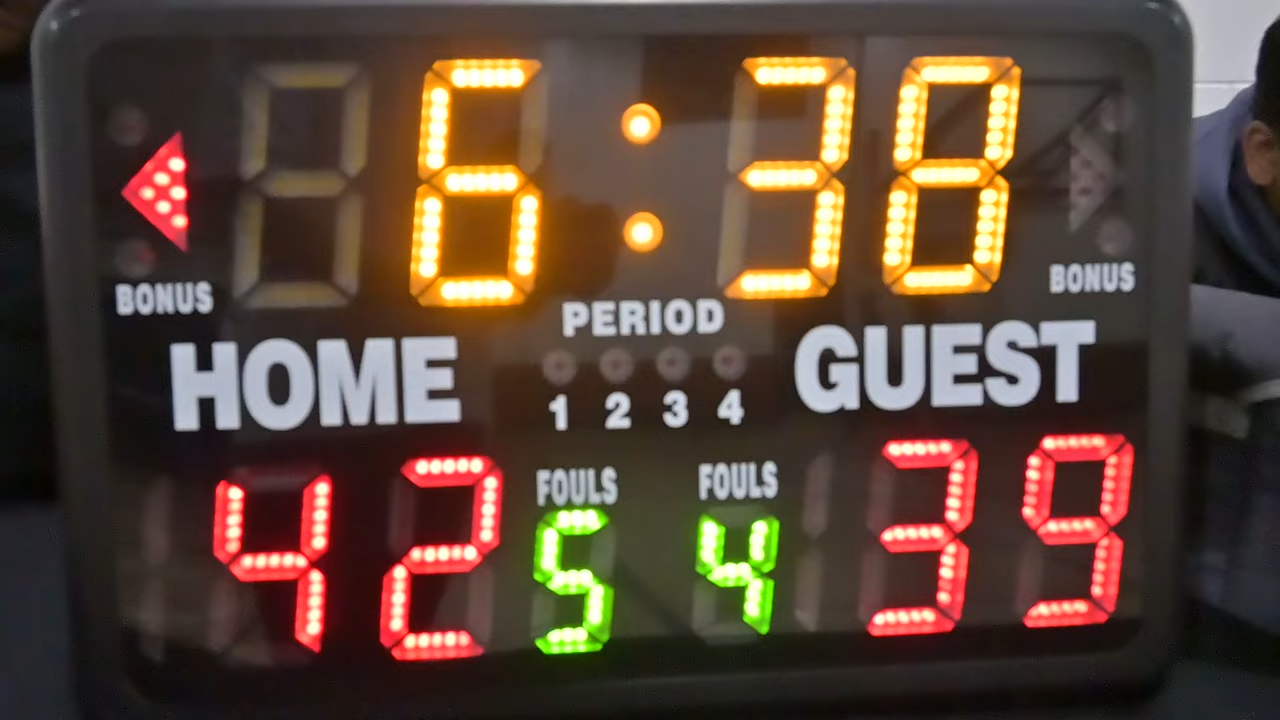 6:38
BONUS BONUS
PERIOD
HOME GUEST
1 2 3 4
FOULS FOULS
42 5 4 39